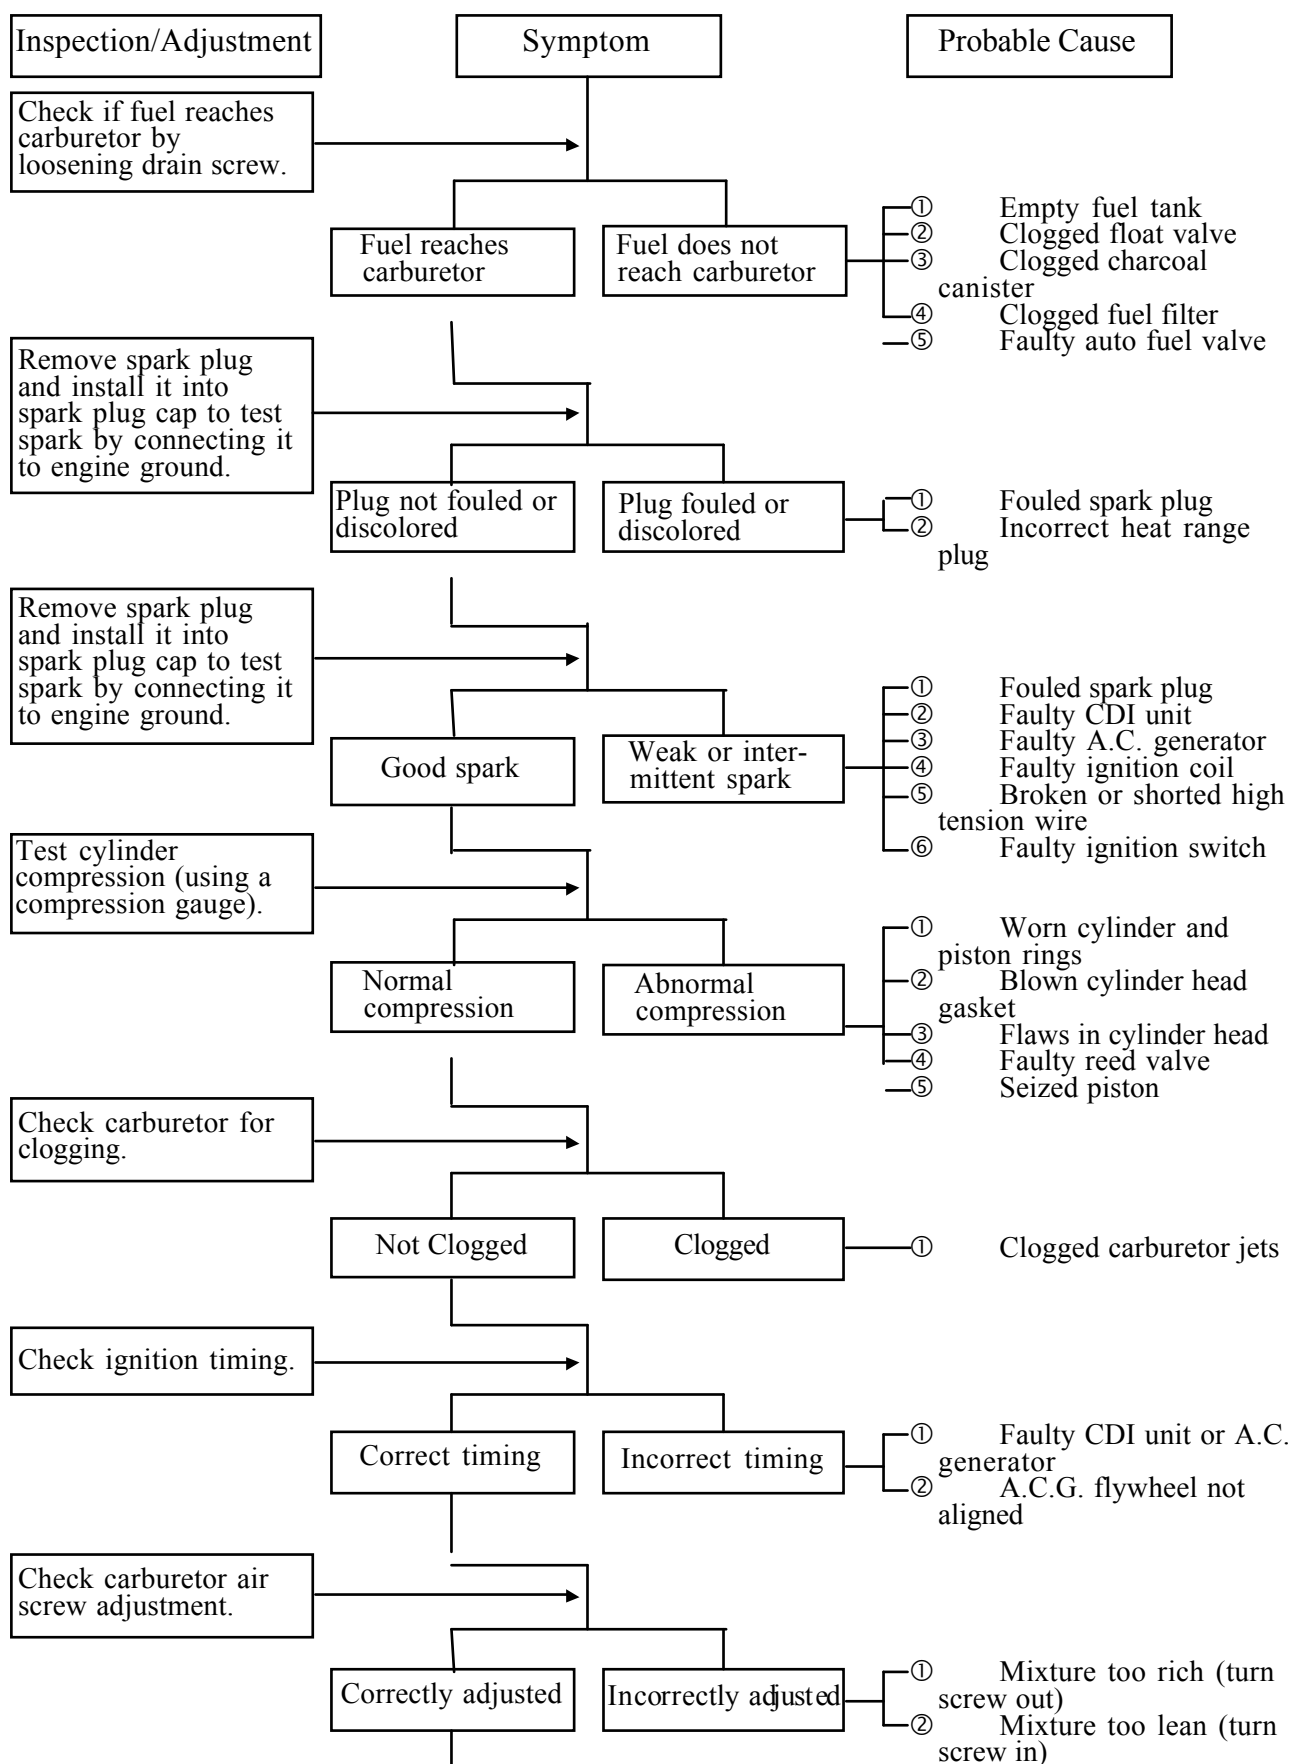 Inspection/Adjustment
Symptom
Probable Cause
Check if fuel reaches
carburetor by
loosening drain screw.
Fuel reaches
carburetor
Fuel does not
reach carburetor
① Empty fuel tank
② Clogged float valve
③ Clogged charcoal
canister
④ Clogged fuel filter
⑤ Faulty auto fuel valve
Remove spark plug
and install it into
spark plug cap to test
spark by connecting it
to engine ground.
Plug not fouled or
discolored
Plug fouled or
discolored
① Fouled spark plug
② Incorrect heat range
plug
Remove spark plug
and install it into
spark plug cap to test
spark by connecting it
to engine ground.
Good spark
Weak or inter-
mittent spark
① Fouled spark plug
② Faulty CDI unit
③ Faulty A.C. generator
④ Faulty ignition coil
⑤ Broken or shorted high
tension wire
⑥ Faulty ignition switch
Test cylinder
compression (using a
compression gauge).
Normal
compression
Abnormal
compression
① Worn cylinder and
piston rings
② Blown cylinder head
gasket
③ Flaws in cylinder head
④ Faulty reed valve
⑤ Seized piston
Check carburetor for
clogging.
Not Clogged
Clogged
① Clogged carburetor jets
Check ignition timing.
Correct timing
Incorrect timing
① Faulty CDI unit or A.C.
generator
② A.C.G. flywheel not
aligned
Check carburetor air
screw adjustment.
Correctly adjusted
Incorrectly adjusted
① Mixture too rich (turn
screw out)
② Mixture too lean (turn
screw in)